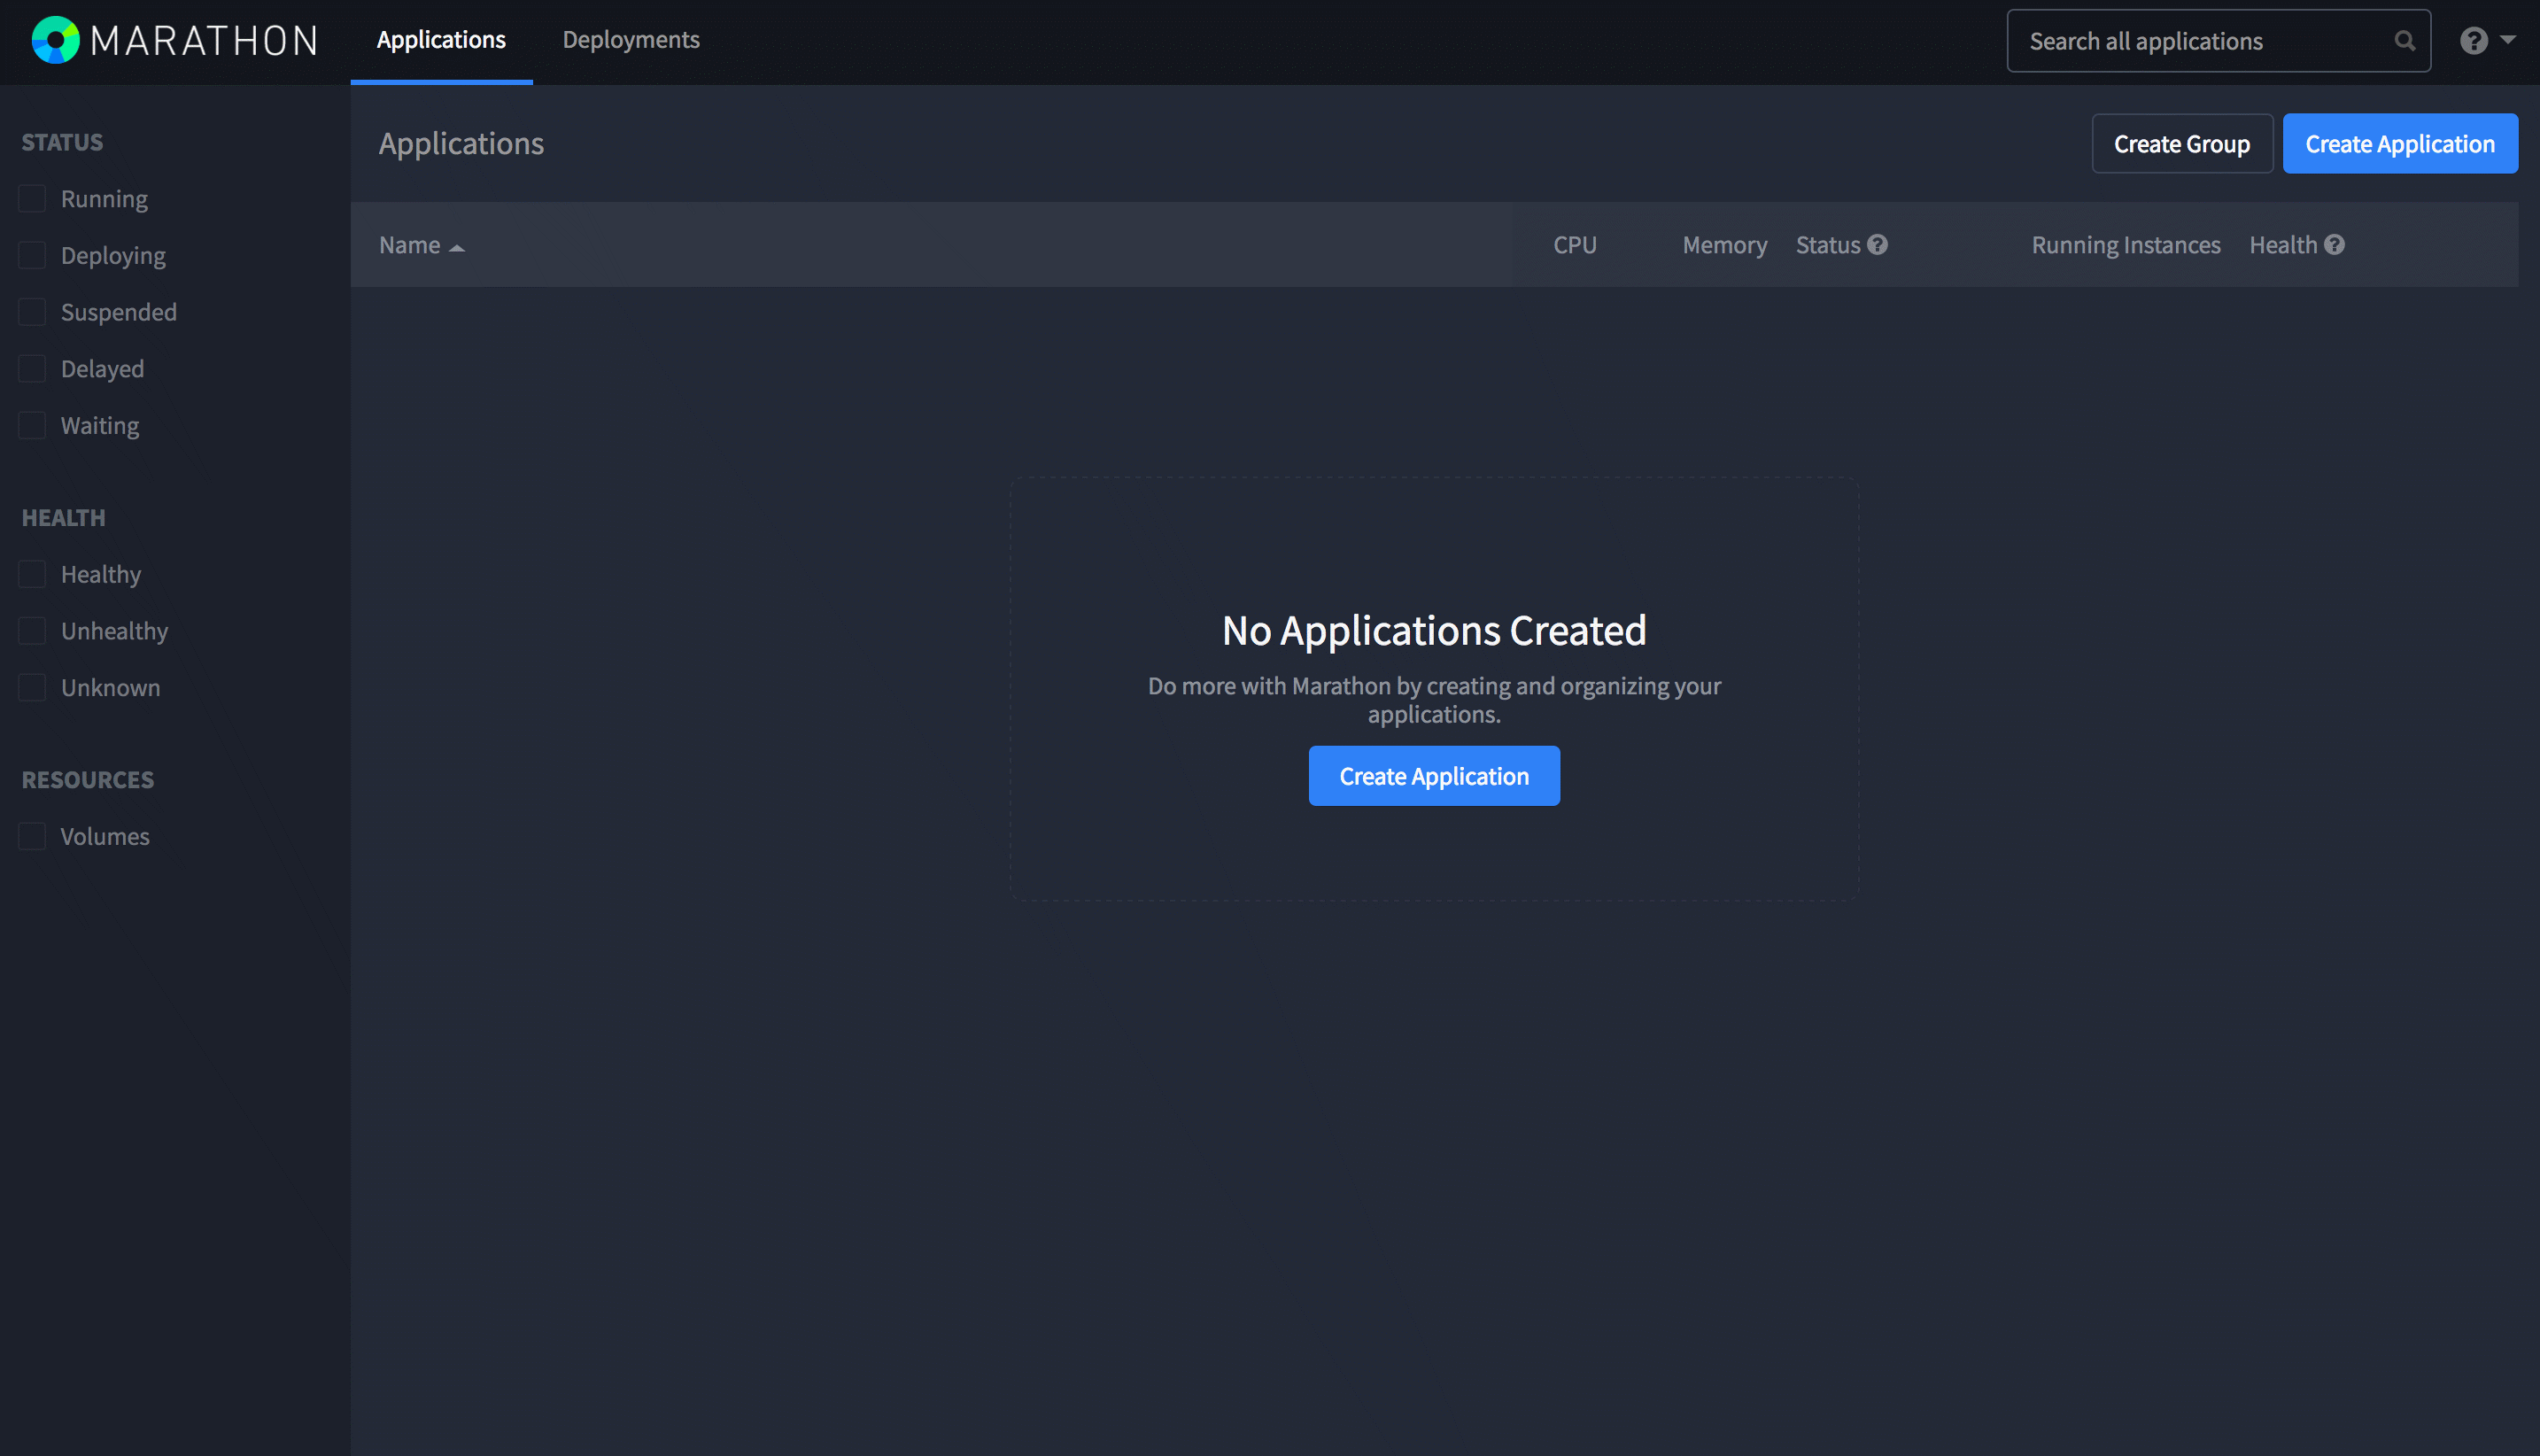 MARATHON
Applications
Deployments
Search all applications
STATUS
Running
Deploying
Suspended
Delayed
Waiting
HEALTH
Healthy
Unhealthy
Unknown
RESOURCES
Volumes
Applications
Create Group
Create Application
Name
CPU
Memory
Status
Running Instances
Health
No Applications Created
Do more with Marathon by creating and organizing your
applications.
Create Application